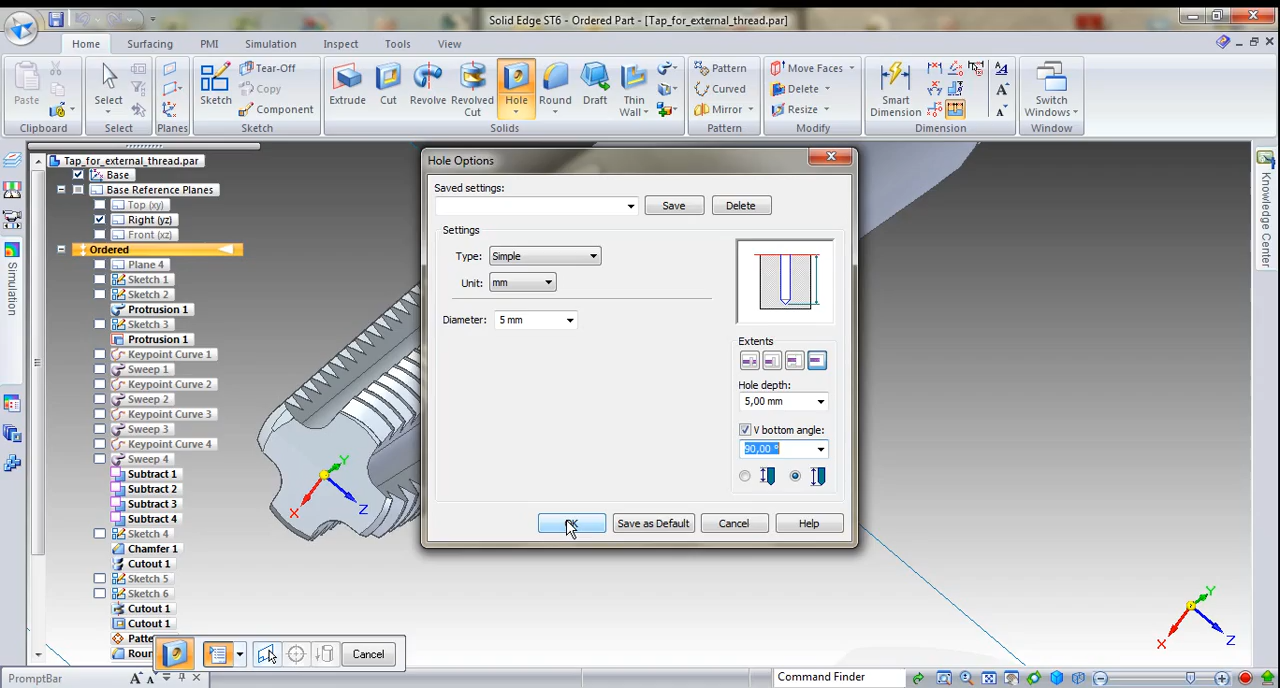 Solid Edge ST6 - Ordered Part - [Tap_for_external_thread.par]
Home Surfacing PMI Simulation Inspect Tools View
Paste
Clipboard
Select
Select
Planes
Sketch
Tear-Off
Copy
Component
Sketch
Extrude
Cut
Revolve
Revolved Cut
Hole
Round
Draft
Thin Wall
Solids
Pattern
Curved
Mirror
Pattern
Move Faces
Delete
Resize
Modify
Smart Dimension
Dimension
Switch Windows
Window
Tap_for_external_thread.par
Base
Base Reference Planes
Top (xy)
Right (yz)
Front (xz)
Ordered
Plane 4
Sketch 1
Sketch 2
Protrusion 1
Sketch 3
Protrusion 1
Keypoint Curve 1
Sweep 1
Keypoint Curve 2
Sweep 2
Keypoint Curve 3
Sweep 3
Keypoint Curve 4
Sweep 4
Subtract 1
Subtract 2
Subtract 3
Subtract 4
Sketch 4
Chamfer 1
Cutout 1
Sketch 5
Sketch 6
Cutout 1
Cutout 1
Simulation
Knowledge Center
Hole Options
Saved settings:
Save
Delete
Settings
Type: Simple
Unit: mm
Diameter: 5 mm
Extents
Hole depth:
5,00 mm
V bottom angle:
90,00 °
Save as Default
Cancel
Help
X
Y
Z
X
Y
Z
Cancel
PromptBar
Command Finder